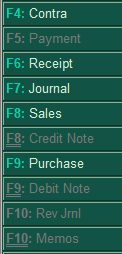 F4: Contra
F5: Payment
F6: Receipt
F7: Journal
F8: Sales
F8: Credit Note
F9: Purchase
F9: Debit Note
F10: Rev Jrnl
F10: Memos